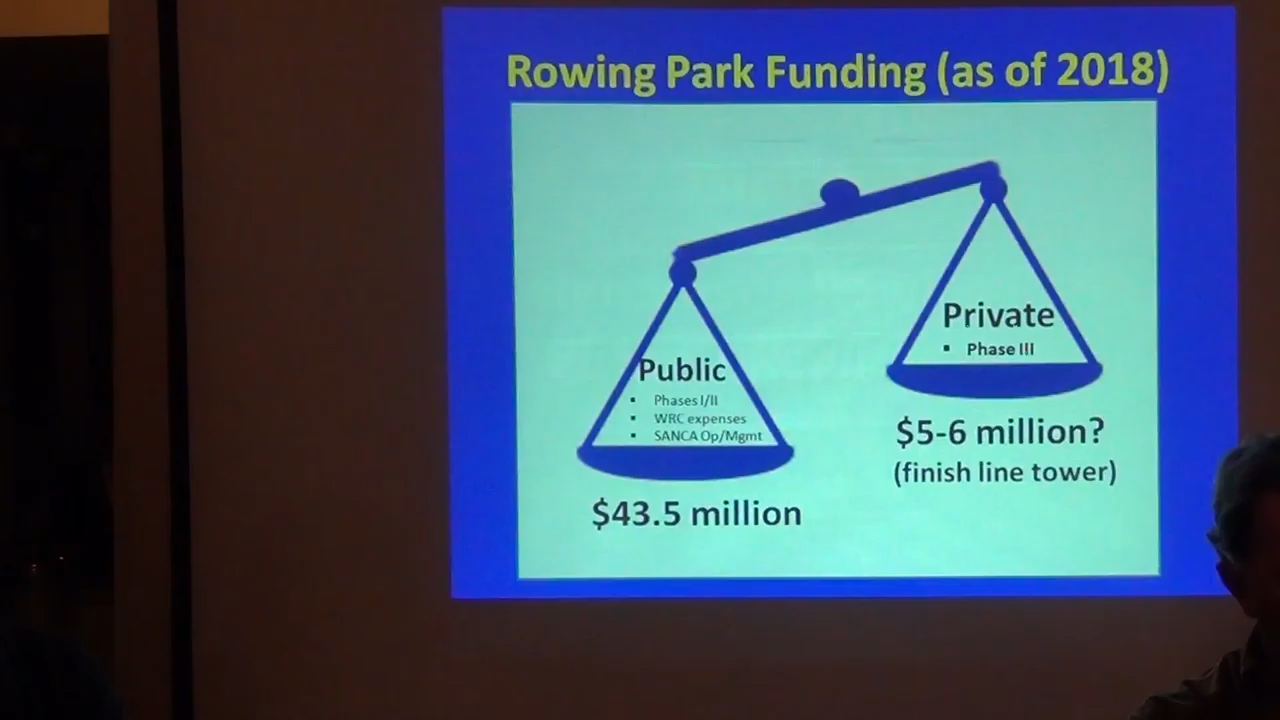 Rowing Park Funding (as of 2018)
Public
▪ Phases I/II
▪ WRC expenses
▪ SANCA Op/Mgmt
$43.5 million
Private
▪ Phase III
$5-6 million?
(finish line tower)